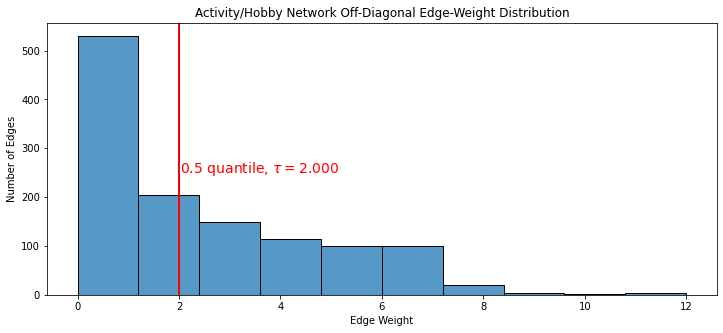 Activity/Hobby Network Off-Diagonal Edge-Weight Distribution
Number of Edges
500
400
300
200
100
0
0.5 quantile, τ = 2.000
0 2 4 6 8 10 12
Edge Weight